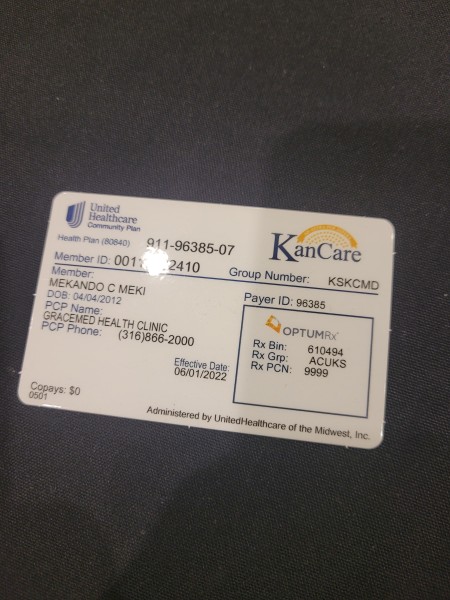 United
Healthcare
Community Plan
KanCare
Health Plan (80840) 911-96385-07
Member ID: Group Number: KSKCMD
Member:
MEKANDO C MEKI
DOB: 04/04/2012
PCP Name:
GRACEMED HEALTH CLINIC
PCP Phone: (316)866-2000
Payer ID: 96385
OPTUMRx
Rx Bin: 610494
Rx Grp: ACUKS
Rx PCN: 9999
Effective Date:
06/01/2022
Copays: $0
0501
Administered by UnitedHealthcare of the Midwest, Inc.